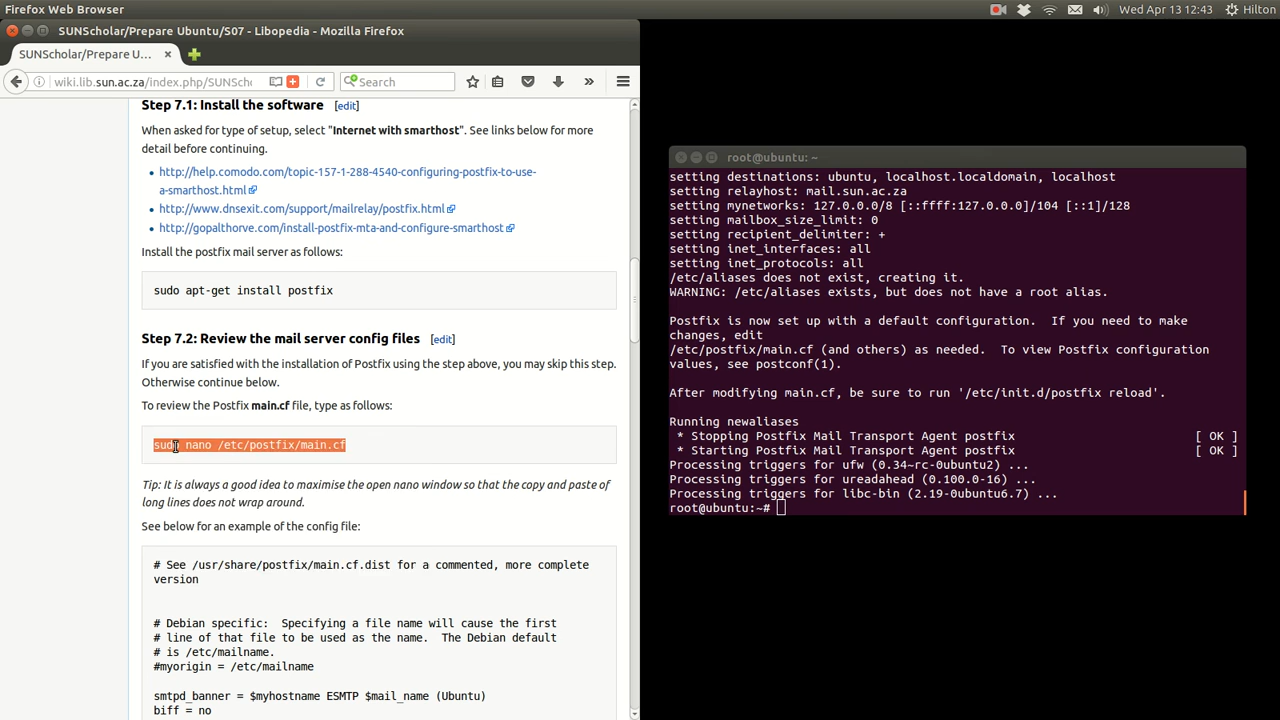 Firefox Web Browser
Wed Apr 13 12:43
Hilton
SUNScholar/Prepare Ubuntu/S07 - Libopedia - Mozilla Firefox
SUNScholar/Prepare U...
wiki.lib.sun.ac.za/index.php/SUNSch
Search
Step 7.1: Install the software [edit]
When asked for type of setup, select "Internet with smarthost". See links below for more
detail before continuing.
http://help.comodo.com/topic-157-1-288-4540-configuring-postfix-to-use-
a-smarthost.html
http://www.dnsexit.com/support/mailrelay/postfix.html
http://gopalthorve.com/install-postfix-mta-and-configure-smarthost
Install the postfix mail server as follows:
sudo apt-get install postfix
Step 7.2: Review the mail server config files [edit]
If you are satisfied with the installation of Postfix using the step above, you may skip this step.
Otherwise continue below.
To review the Postfix main.cf file, type as follows:
sudo nano /etc/postfix/main.cf
Tip: It is always a good idea to maximise the open nano window so that the copy and paste of
long lines does not wrap around.
See below for an example of the config file:
# See /usr/share/postfix/main.cf.dist for a commented, more complete
version
# Debian specific:  Specifying a file name will cause the first
# line of that file to be used as the name.  The Debian default
# is /etc/mailname.
#myorigin = /etc/mailname
smtpd_banner = $myhostname ESMTP $mail_name (Ubuntu)
biff = no
root@ubuntu: ~
setting destinations: ubuntu, localhost.localdomain, localhost
setting relayhost: mail.sun.ac.za
setting mynetworks: 127.0.0.0/8 [::ffff:127.0.0.0]/104 [::1]/128
setting mailbox_size_limit: 0
setting recipient_delimiter: +
setting inet_interfaces: all
setting inet_protocols: all
/etc/aliases does not exist, creating it.
WARNING: /etc/aliases exists, but does not have a root alias.
Postfix is now set up with a default configuration.  If you need to make
changes, edit
/etc/postfix/main.cf (and others) as needed.  To view Postfix configuration
values, see postconf(1).
After modifying main.cf, be sure to run '/etc/init.d/postfix reload'.
Running newaliases
* Stopping Postfix Mail Transport Agent postfix [ OK ]
* Starting Postfix Mail Transport Agent postfix [ OK ]
Processing triggers for ufw (0.34~rc-0ubuntu2) ...
Processing triggers for ureadahead (0.100.0-16) ...
Processing triggers for libc-bin (2.19-0ubuntu6.7) ...
root@ubuntu:~#